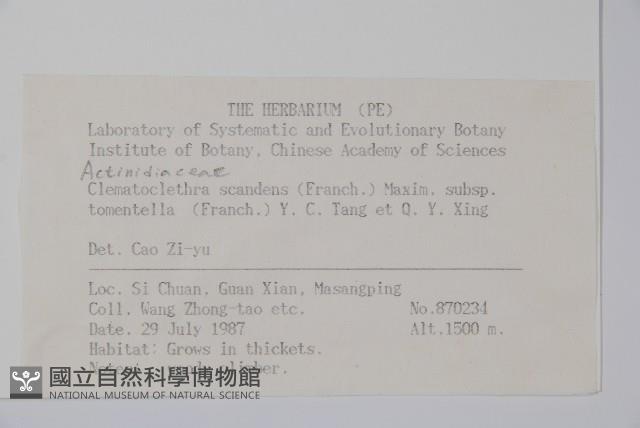 THE HERBARIUM (PE)
Laboratory of Systematic and Evolutionary Botany
Institute of Botany, Chinese Academy of Sciences
Actinidiaceae
Clematoclethra scandens (Franch.) Maxim. subsp.
tomentella (Franch.) Y. C. Tang et Q. Y. Xing
Det. Cao Zi-yu
Loc. Si Chuan, Guan Xian, Masangping
Coll. Wang Zhong-tao etc. No.870234
Date. 29 July 1987 Alt.1500 m.
Habitat: Grows in thickets.
國立自然科學博物館
NATIONAL MUSEUM OF NATURAL SCIENCE